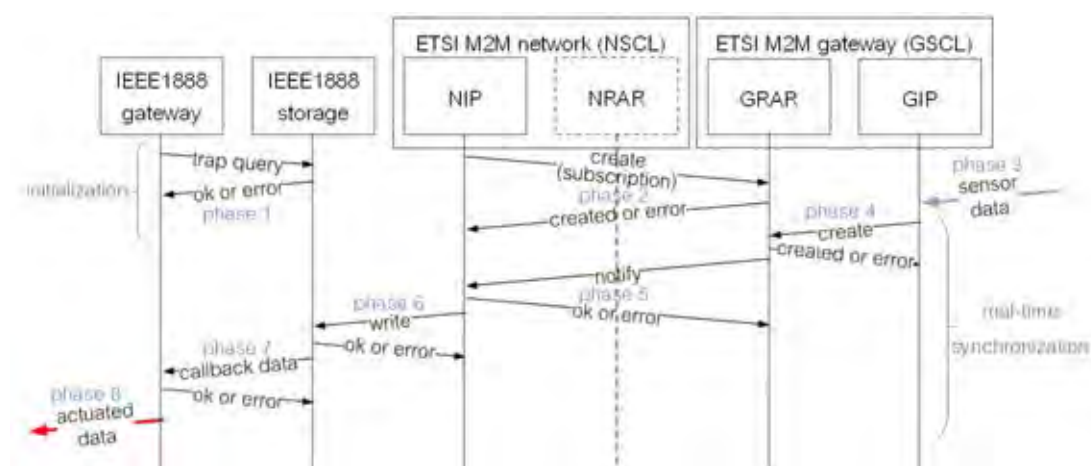 ETSI M2M network (NSCL)
ETSI M2M gateway (GSCL)
IEEE1888
gateway
IEEE1888
storage
NIP
NRAR
GRAR
GIP
trap query
ok or error
phase 1
initialization
create
(subscription)
phase 2
created or error
phase 3
sensor
data
phase 4
create
created or error
notify
phase 5
ok or error
phase 6
write
ok or error
phase 7
callback data
ok or error
phase 8
actuated
data
real-time
synchronization